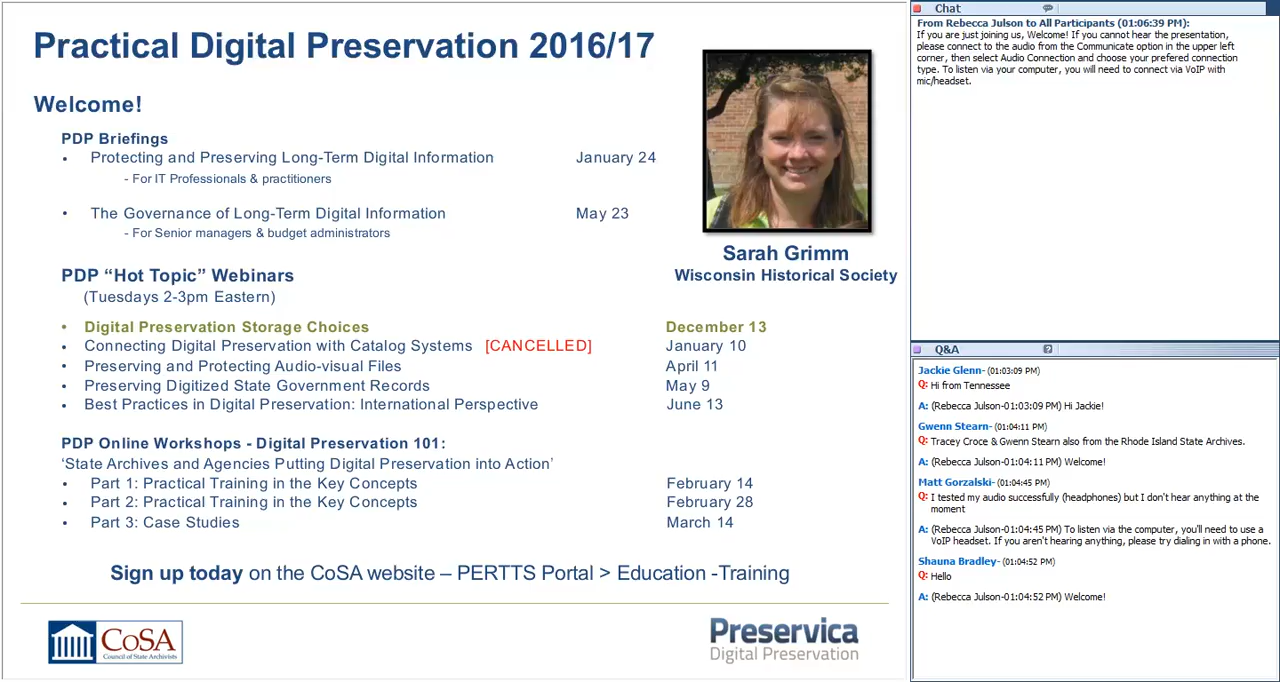 Practical Digital Preservation 2016/17
Welcome!
PDP Briefings
• Protecting and Preserving Long-Term Digital Information January 24
- For IT Professionals & practitioners
• The Governance of Long-Term Digital Information May 23
- For Senior managers & budget administrators
Sarah Grimm
Wisconsin Historical Society
PDP “Hot Topic” Webinars
(Tuesdays 2-3pm Eastern)
• Digital Preservation Storage Choices December 13
• Connecting Digital Preservation with Catalog Systems [CANCELLED] January 10
• Preserving and Protecting Audio-visual Files April 11
• Preserving Digitized State Government Records May 9
• Best Practices in Digital Preservation: International Perspective June 13
PDP Online Workshops - Digital Preservation 101:
‘State Archives and Agencies Putting Digital Preservation into Action’
• Part 1: Practical Training in the Key Concepts February 14
• Part 2: Practical Training in the Key Concepts February 28
• Part 3: Case Studies March 14
Sign up today on the CoSA website – PERTTS Portal > Education -Training
CoSA
Council of State Archivists
Preservica
Digital Preservation
Chat
From Rebecca Julson to All Participants (01:06:39 PM):
If you are just joining us, Welcome! If you cannot hear the presentation,
please connect to the audio from the Communicate option in the upper left
corner, then select Audio Connection and choose your prefered connection
type. To listen via your computer, you will need to connect via VoIP with
mic/headset.
Q&A
Jackie Glenn- (01:03:09 PM)
Q: Hi from Tennessee
A: (Rebecca Julson-01:03:09 PM) Hi Jackie!
Gwenn Stearn- (01:04:11 PM)
Q: Tracey Croce & Gwenn Stearn also from the Rhode Island State Archives.
A: (Rebecca Julson-01:04:11 PM) Welcome!
Matt Gorzalski- (01:04:45 PM)
Q: I tested my audio successfully (headphones) but I don't hear anything at the
moment
A: (Rebecca Julson-01:04:45 PM) To listen via the computer, you'll need to use a
VoIP headset. If you aren't hearing anything, please try dialing in with a phone.
Shauna Bradley- (01:04:52 PM)
Q: Hello
A: (Rebecca Julson-01:04:52 PM) Welcome!